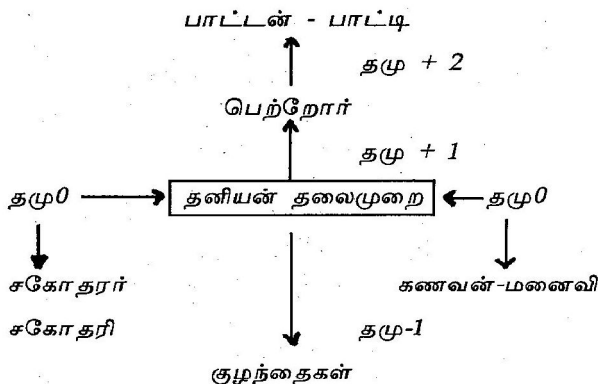 பாட்டன் - பாட்டி
தமு + 2
பெற்றோர்
தமு + 1
தமு0 தனியன் தலைமுறை தமு0
சகோதரர் கணவன்-மனைவி
சகோதரி தமு-1
குழந்தைகள்